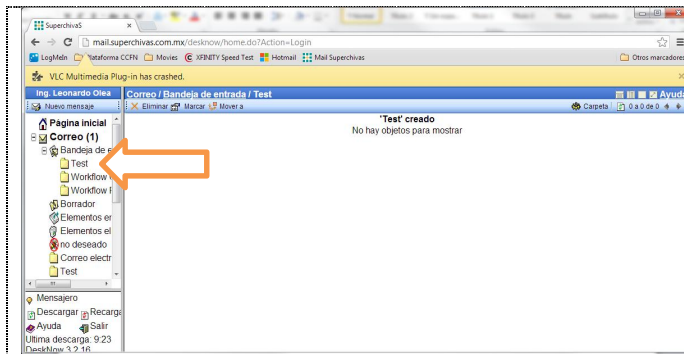 SuperchivaS
mail.superchivas.com.mx/desknow/home.do?Action=Login
LogMeIn
Plataforma CCFN
Movies
XFINITY Speed Test
Hotmail
Mail Superchivas
Otros marcadores
VLC Multimedia Plug-in has crashed.
Ing. Leonardo Olea
Correo / Bandeja de entrada / Test
Ayuda
Nuevo mensaje
Eliminar
Marcar
Mover a
Carpeta
0 a 0 de 0
Página inicial
Correo (1)
Bandeja de e
Test
Workflow
Workflow
Borrador
Elementos er
Elementos el
no deseado
Correo electr
Test
'Test' creado
No hay objetos para mostrar
Mensajero
Descargar
Recarga
Ayuda
Salir
Ultima descarga: 9:23
DeskNow 3.2.16